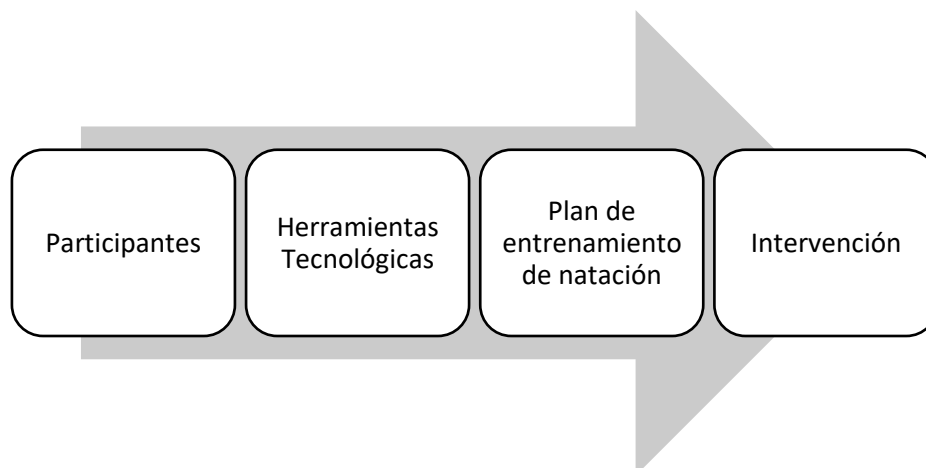 Participantes
Herramientas
Tecnológicas
Plan de
entrenamiento
de natación
Intervención